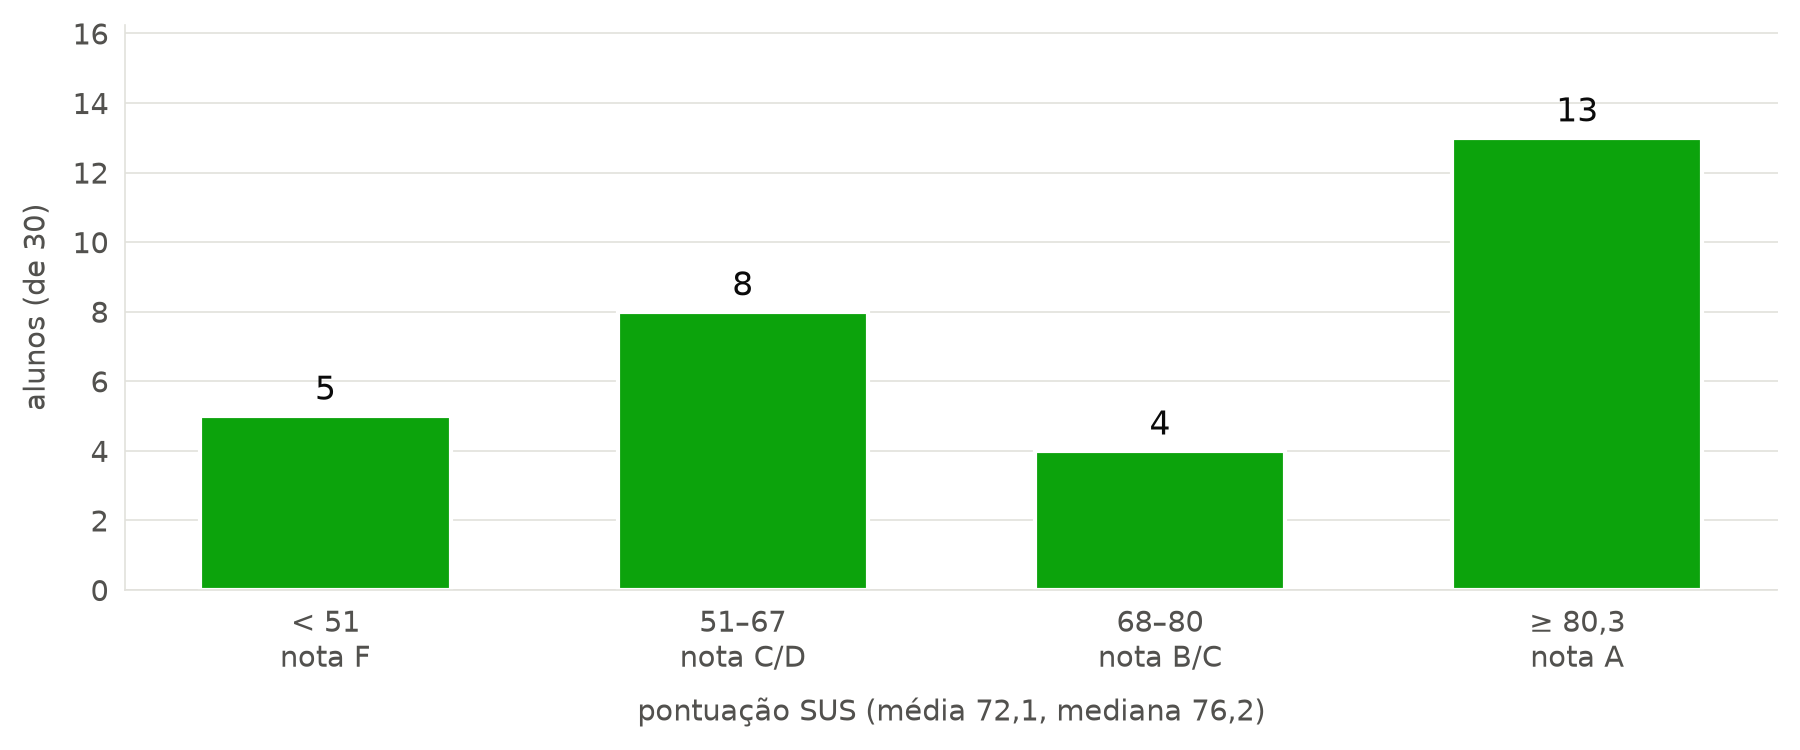 16
14
12
10
8
6
4
2
0
alunos (de 30)
5
8
4
13
< 51
nota F
51–67
nota C/D
68–80
nota B/C
≥ 80,3
nota A
pontuação SUS (média 72,1, mediana 76,2)